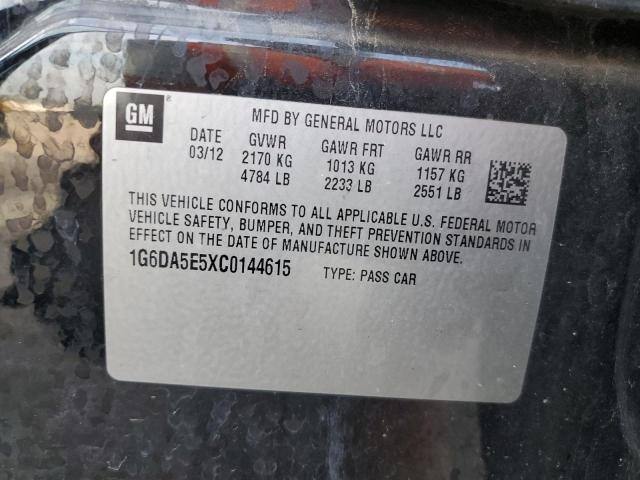 GM ®
MFD BY GENERAL MOTORS LLC
DATE GVWR GAWR FRT GAWR RR
03/12 2170 KG 1013 KG 1157 KG
4784 LB 2233 LB 2551 LB
THIS VEHICLE CONFORMS TO ALL APPLICABLE U.S. FEDERAL MOTOR
VEHICLE SAFETY, BUMPER, AND THEFT PREVENTION STANDARDS IN
EFFECT ON THE DATE OF MANUFACTURE SHOWN ABOVE.
1G6DA5E5XC0144615 TYPE: PASS CAR